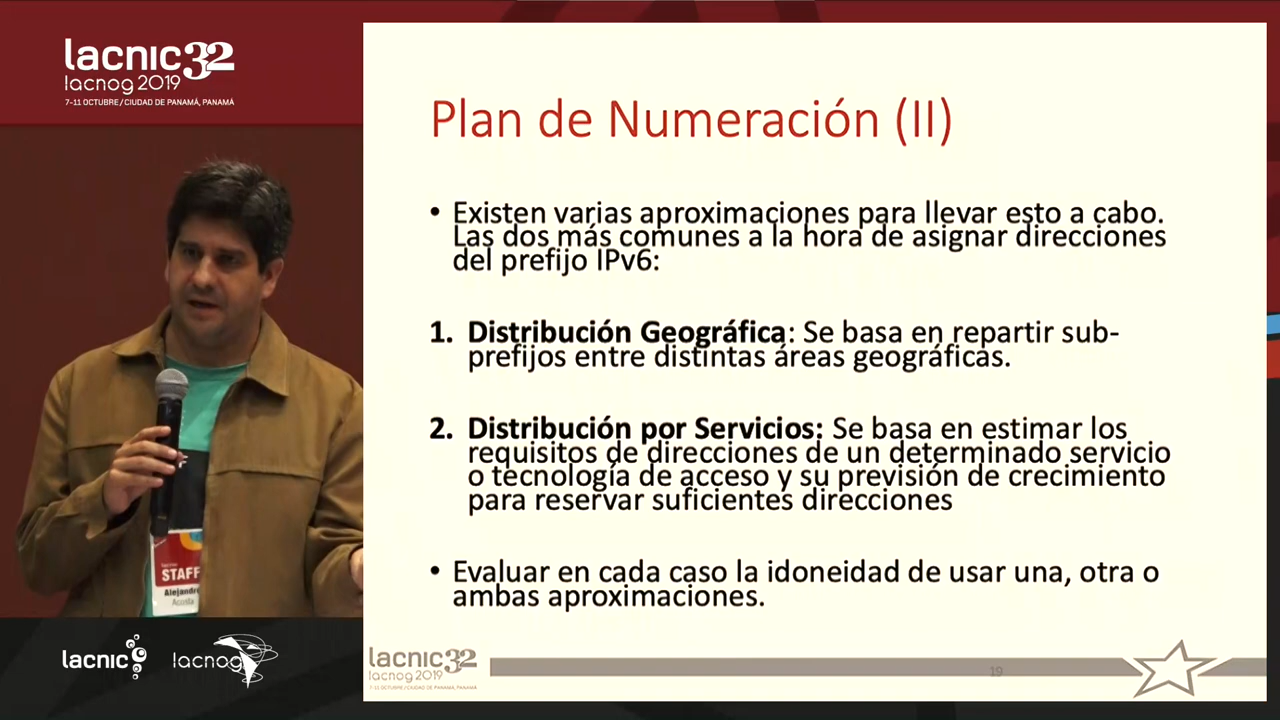 lacnic 32
lacnog 2019
7-11 OCTUBRE / CIUDAD DE PANAMÁ, PANAMÁ
Plan de Numeración (II)
• Existen varias aproximaciones para llevar esto a cabo.
Las dos más comunes a la hora de asignar direcciones
del prefijo IPv6:
1. Distribución Geográfica: Se basa en repartir sub-
prefijos entre distintas áreas geográficas.
2. Distribución por Servicios: Se basa en estimar los
requisitos de direcciones de un determinado servicio
o tecnología de acceso y su previsión de crecimiento
para reservar suficientes direcciones
• Evaluar en cada caso la idoneidad de usar una, otra o
ambas aproximaciones.
STAFF
Alejandro
Acosta
lacnic
lacnog
lacnic 32
lacnog 2019
7-11 OCTUBRE / CIUDAD DE PANAMÁ, PANAMÁ
19